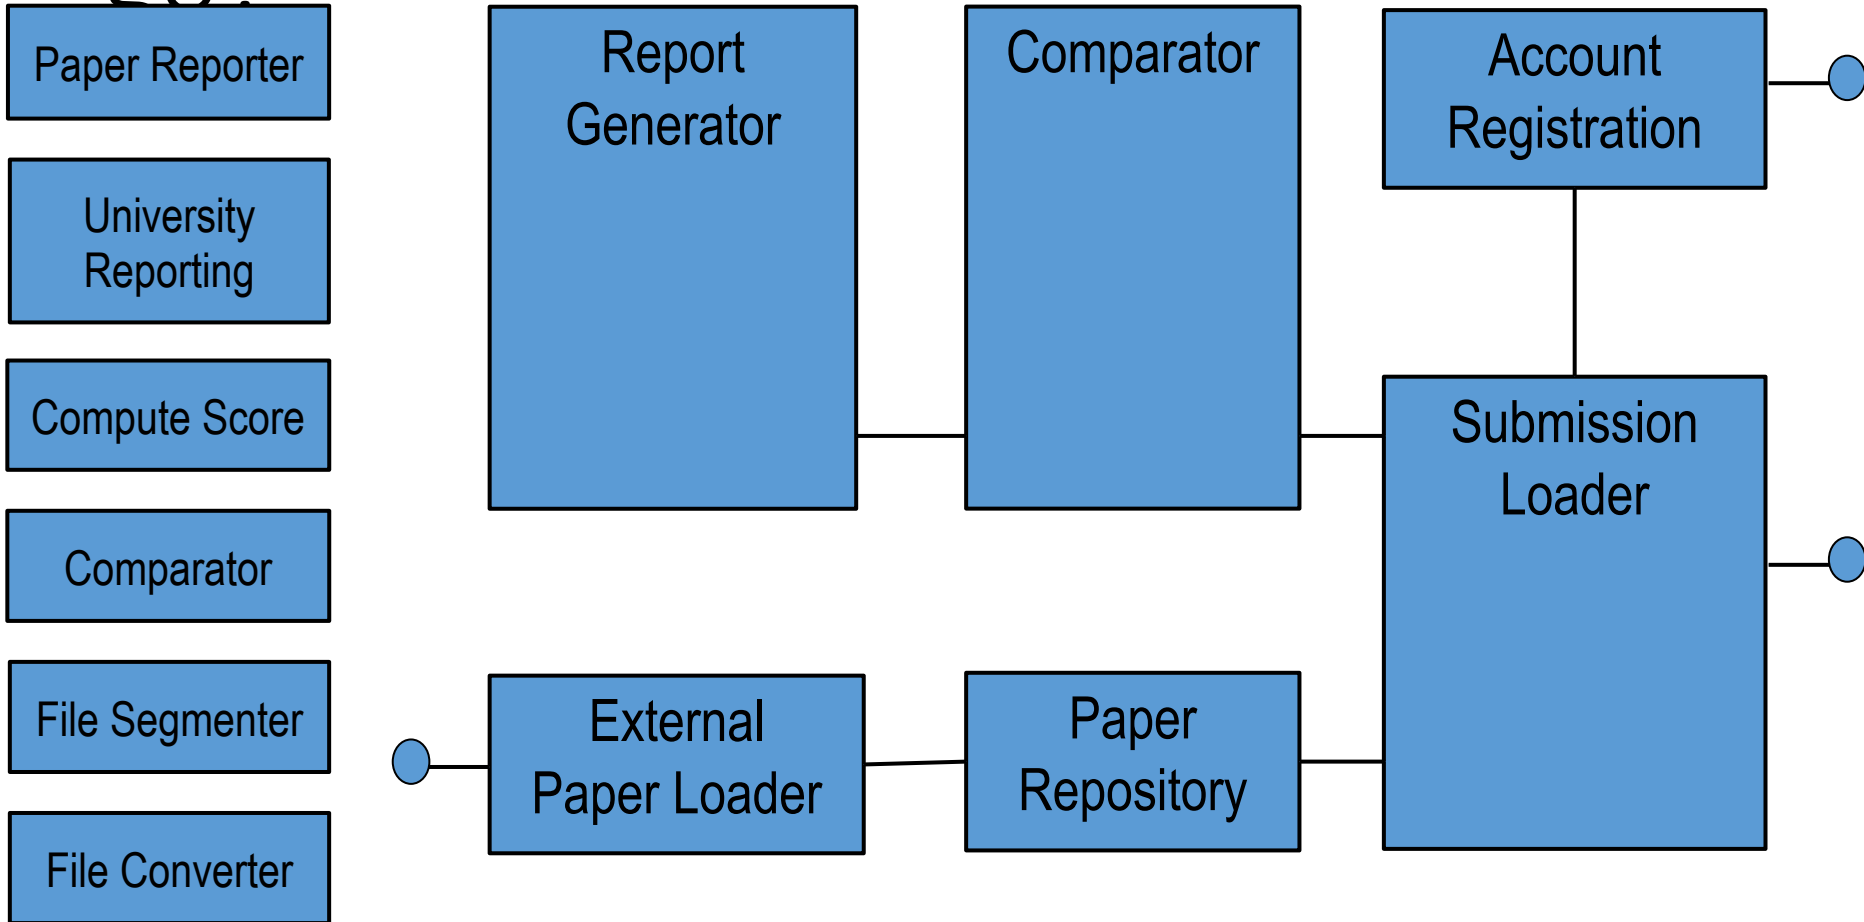 Paper Reporter
University
Reporting
Compute Score
Comparator
File Segmenter
File Converter
Report
Generator
Comparator
Account
Registration
Submission
Loader
External
Paper Loader
Paper
Repository